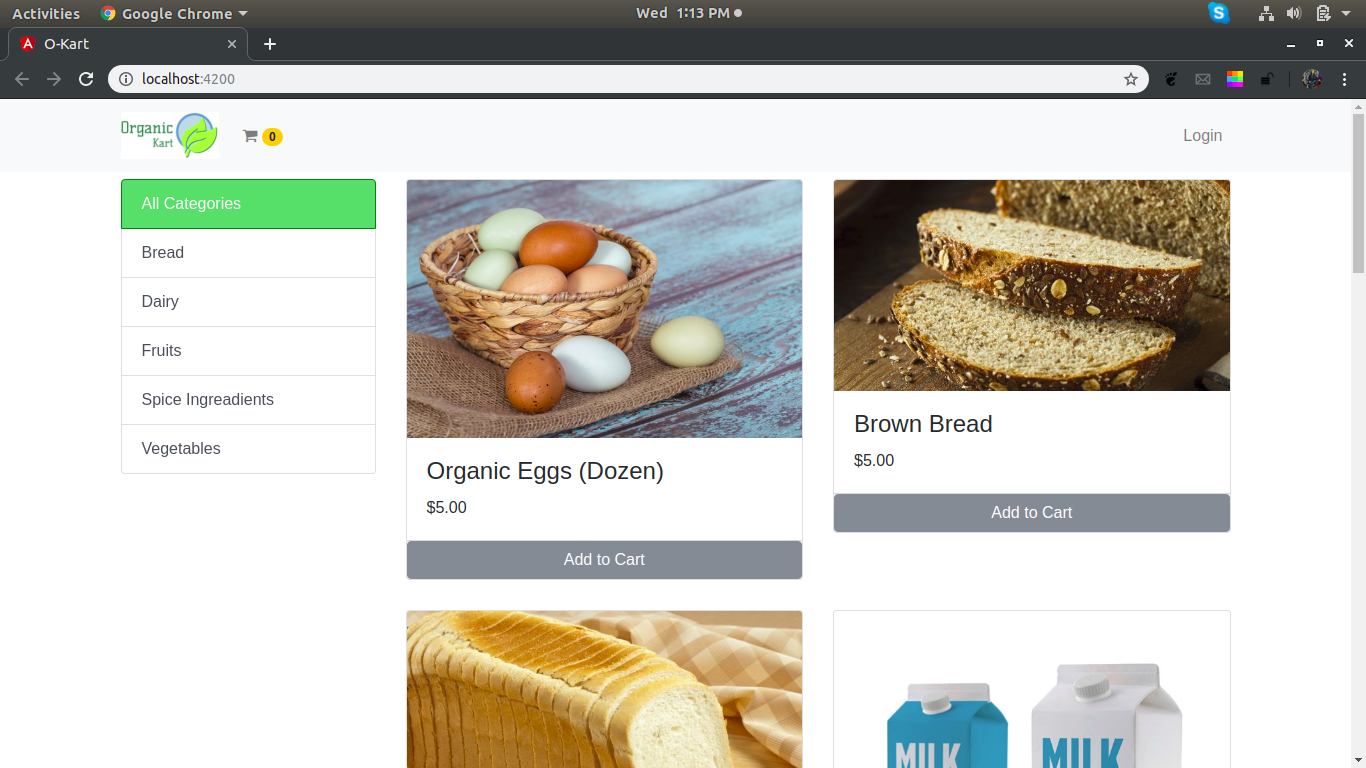 Activities
Google Chrome
Wed 1:13 PM
O-Kart
localhost:4200
Organic
Kart
0
Login
All Categories
Bread
Dairy
Fruits
Spice Ingreadients
Vegetables
Organic Eggs (Dozen)
$5.00
Add to Cart
Brown Bread
$5.00
Add to Cart
MILK
MILK